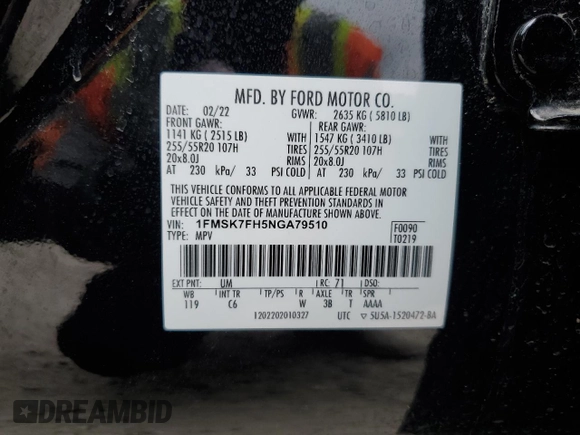 MFD. BY FORD MOTOR CO.
DATE: 02/22 GVWR: 2635 KG ( 5810 LB)
FRONT GAWR: REAR GAWR:
1141 KG ( 2515 LB) WITH 1547 KG ( 3410 LB) WITH
255/55R20 107H TIRES 255/55R20 107H TIRES
20x8.0J RIMS 20x8.0J RIMS
AT 230 kPa/ 33 PSI COLD AT 230 kPa/ 33 PSI COLD
THIS VEHICLE CONFORMS TO ALL APPLICABLE FEDERAL MOTOR
VEHICLE SAFETY AND THEFT PREVENTION STANDARDS IN EFFECT
ON THE DATE OF MANUFACTURE SHOWN ABOVE.
VIN: 1FMSK7FH5NGA79510 F0090
TYPE: MPV T0219
EXT PNT: UM RC: 71 DSO:
WB INT TR TP/PS R AXLE TR SPR
119 C6 W 3B T AAAA
1202202010327 UTC ▽ 5U5A-1520472-BA
DREAMBID